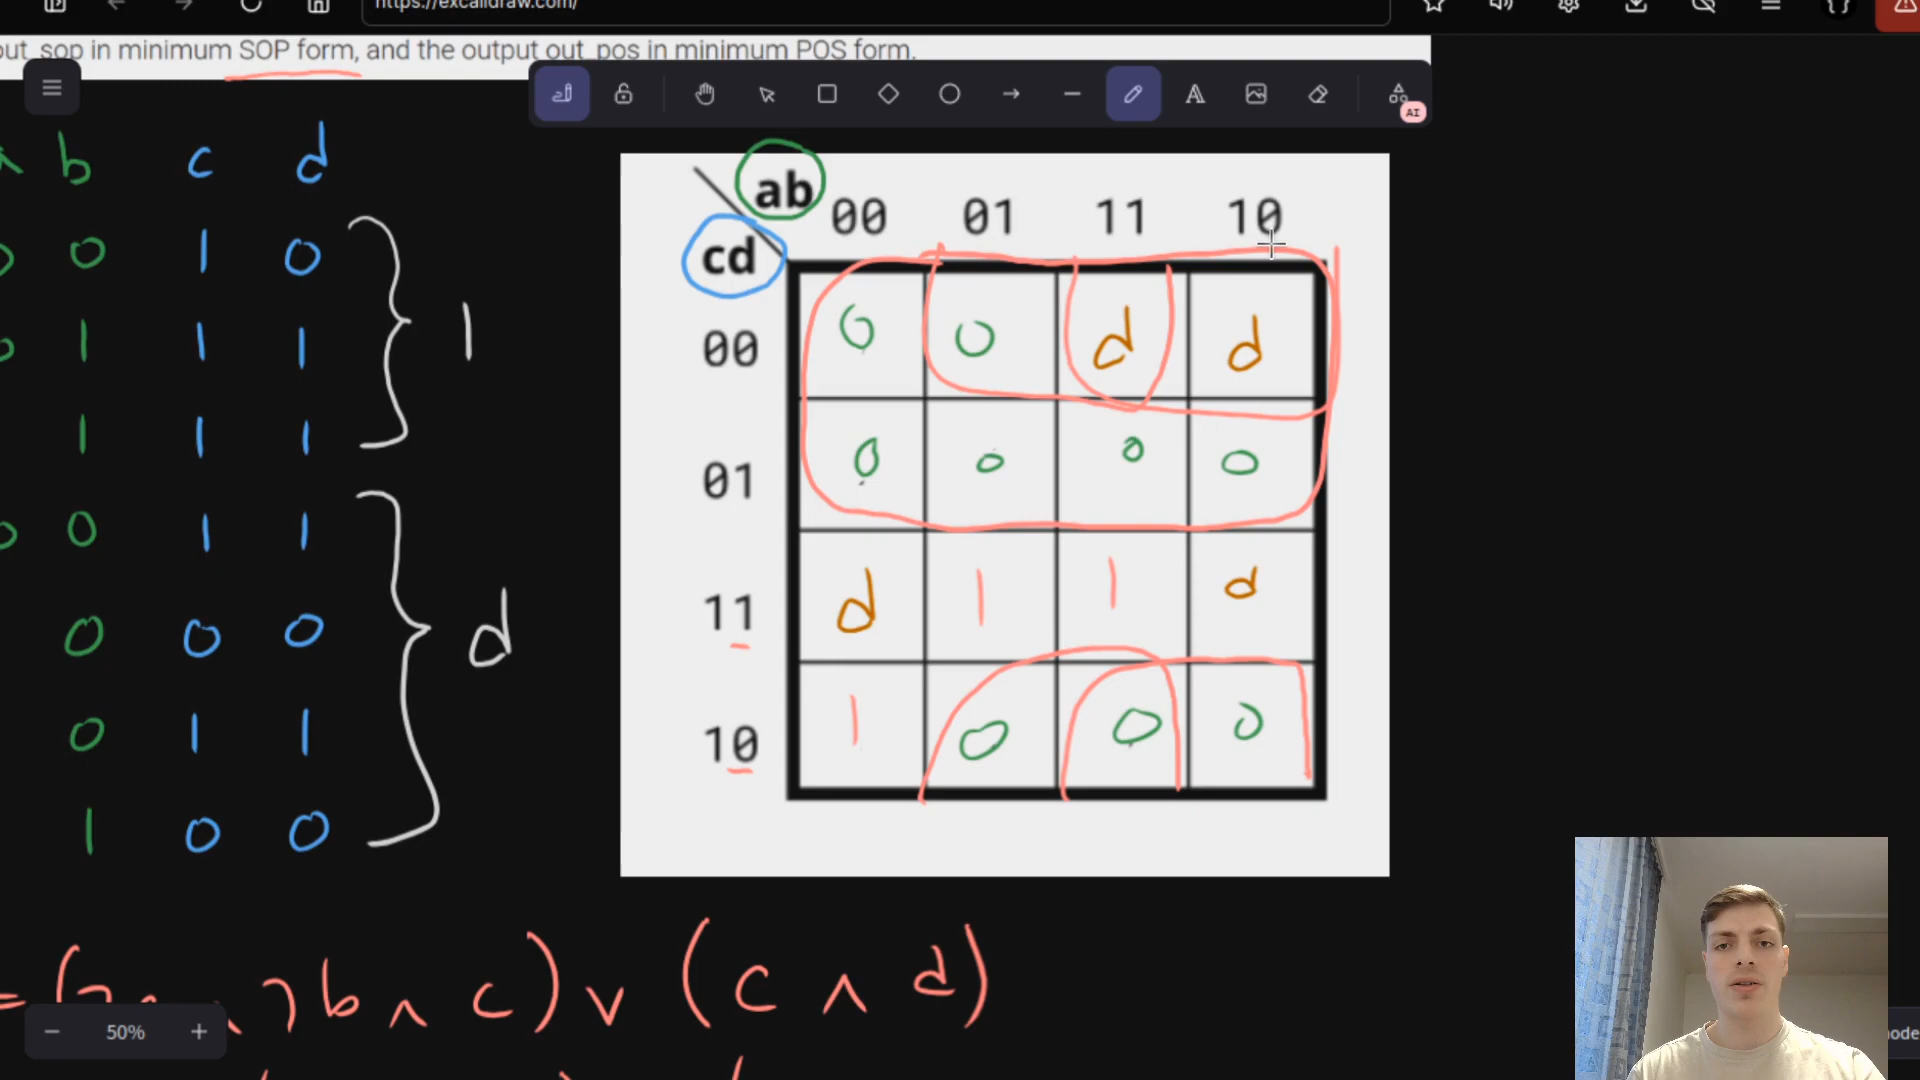 https://excalidraw.com/
out_sop in minimum SOP form, and the output out_pos in minimum POS form.
AI
b c d
0 1 0
1 1 1
1 1 1
1
0 1 1
0 0 0
0 1 1
1 0 0
d
ab
cd
00 01 11 10
00 0 0 d d
01 0 0 0 0
11 d 1 1 d
10 1 0 0 0
b ∧ c) ∨ (c ∧ d)
50%